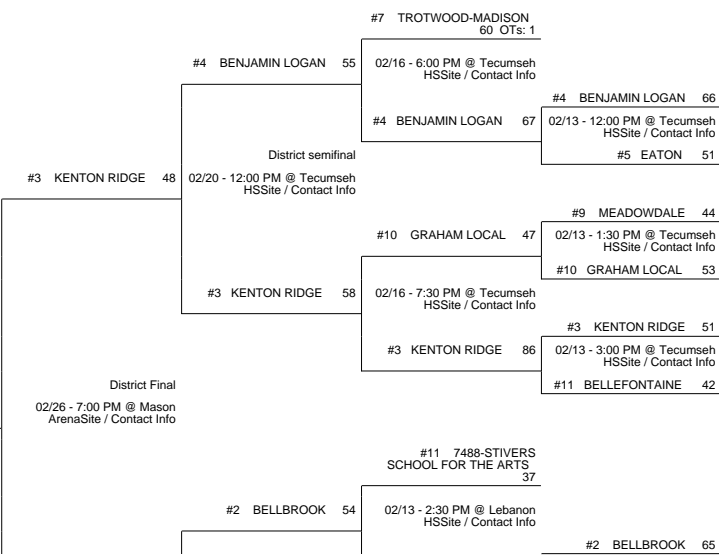 #7 TROTWOOD-MADISON
60 OTs: 1
#4 BENJAMIN LOGAN 55
02/16 - 6:00 PM @ Tecumseh
HSSite / Contact Info
#4 BENJAMIN LOGAN 66
#4 BENJAMIN LOGAN 67
02/13 - 12:00 PM @ Tecumseh
HSSite / Contact Info
District semifinal
#5 EATON 51
#3 KENTON RIDGE 48
02/20 - 12:00 PM @ Tecumseh
HSSite / Contact Info
#9 MEADOWDALE 44
#10 GRAHAM LOCAL 47
02/13 - 1:30 PM @ Tecumseh
HSSite / Contact Info
#10 GRAHAM LOCAL 53
#3 KENTON RIDGE 58
02/16 - 7:30 PM @ Tecumseh
HSSite / Contact Info
#3 KENTON RIDGE 51
#3 KENTON RIDGE 86
02/13 - 3:00 PM @ Tecumseh
HSSite / Contact Info
District Final
#11 BELLEFONTAINE 42
02/26 - 7:00 PM @ Mason
ArenaSite / Contact Info
#11 7488-STIVERS
SCHOOL FOR THE ARTS
37
#2 BELLBROOK 54
02/13 - 2:30 PM @ Lebanon
HSSite / Contact Info
#2 BELLBROOK 65